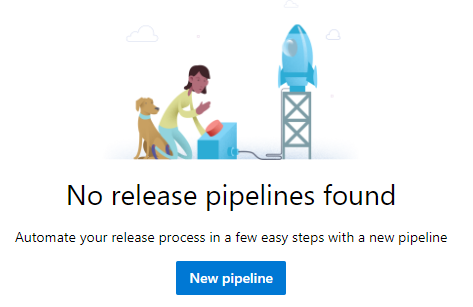 No release pipelines found
Automate your release process in a few easy steps with a new pipeline
New pipeline